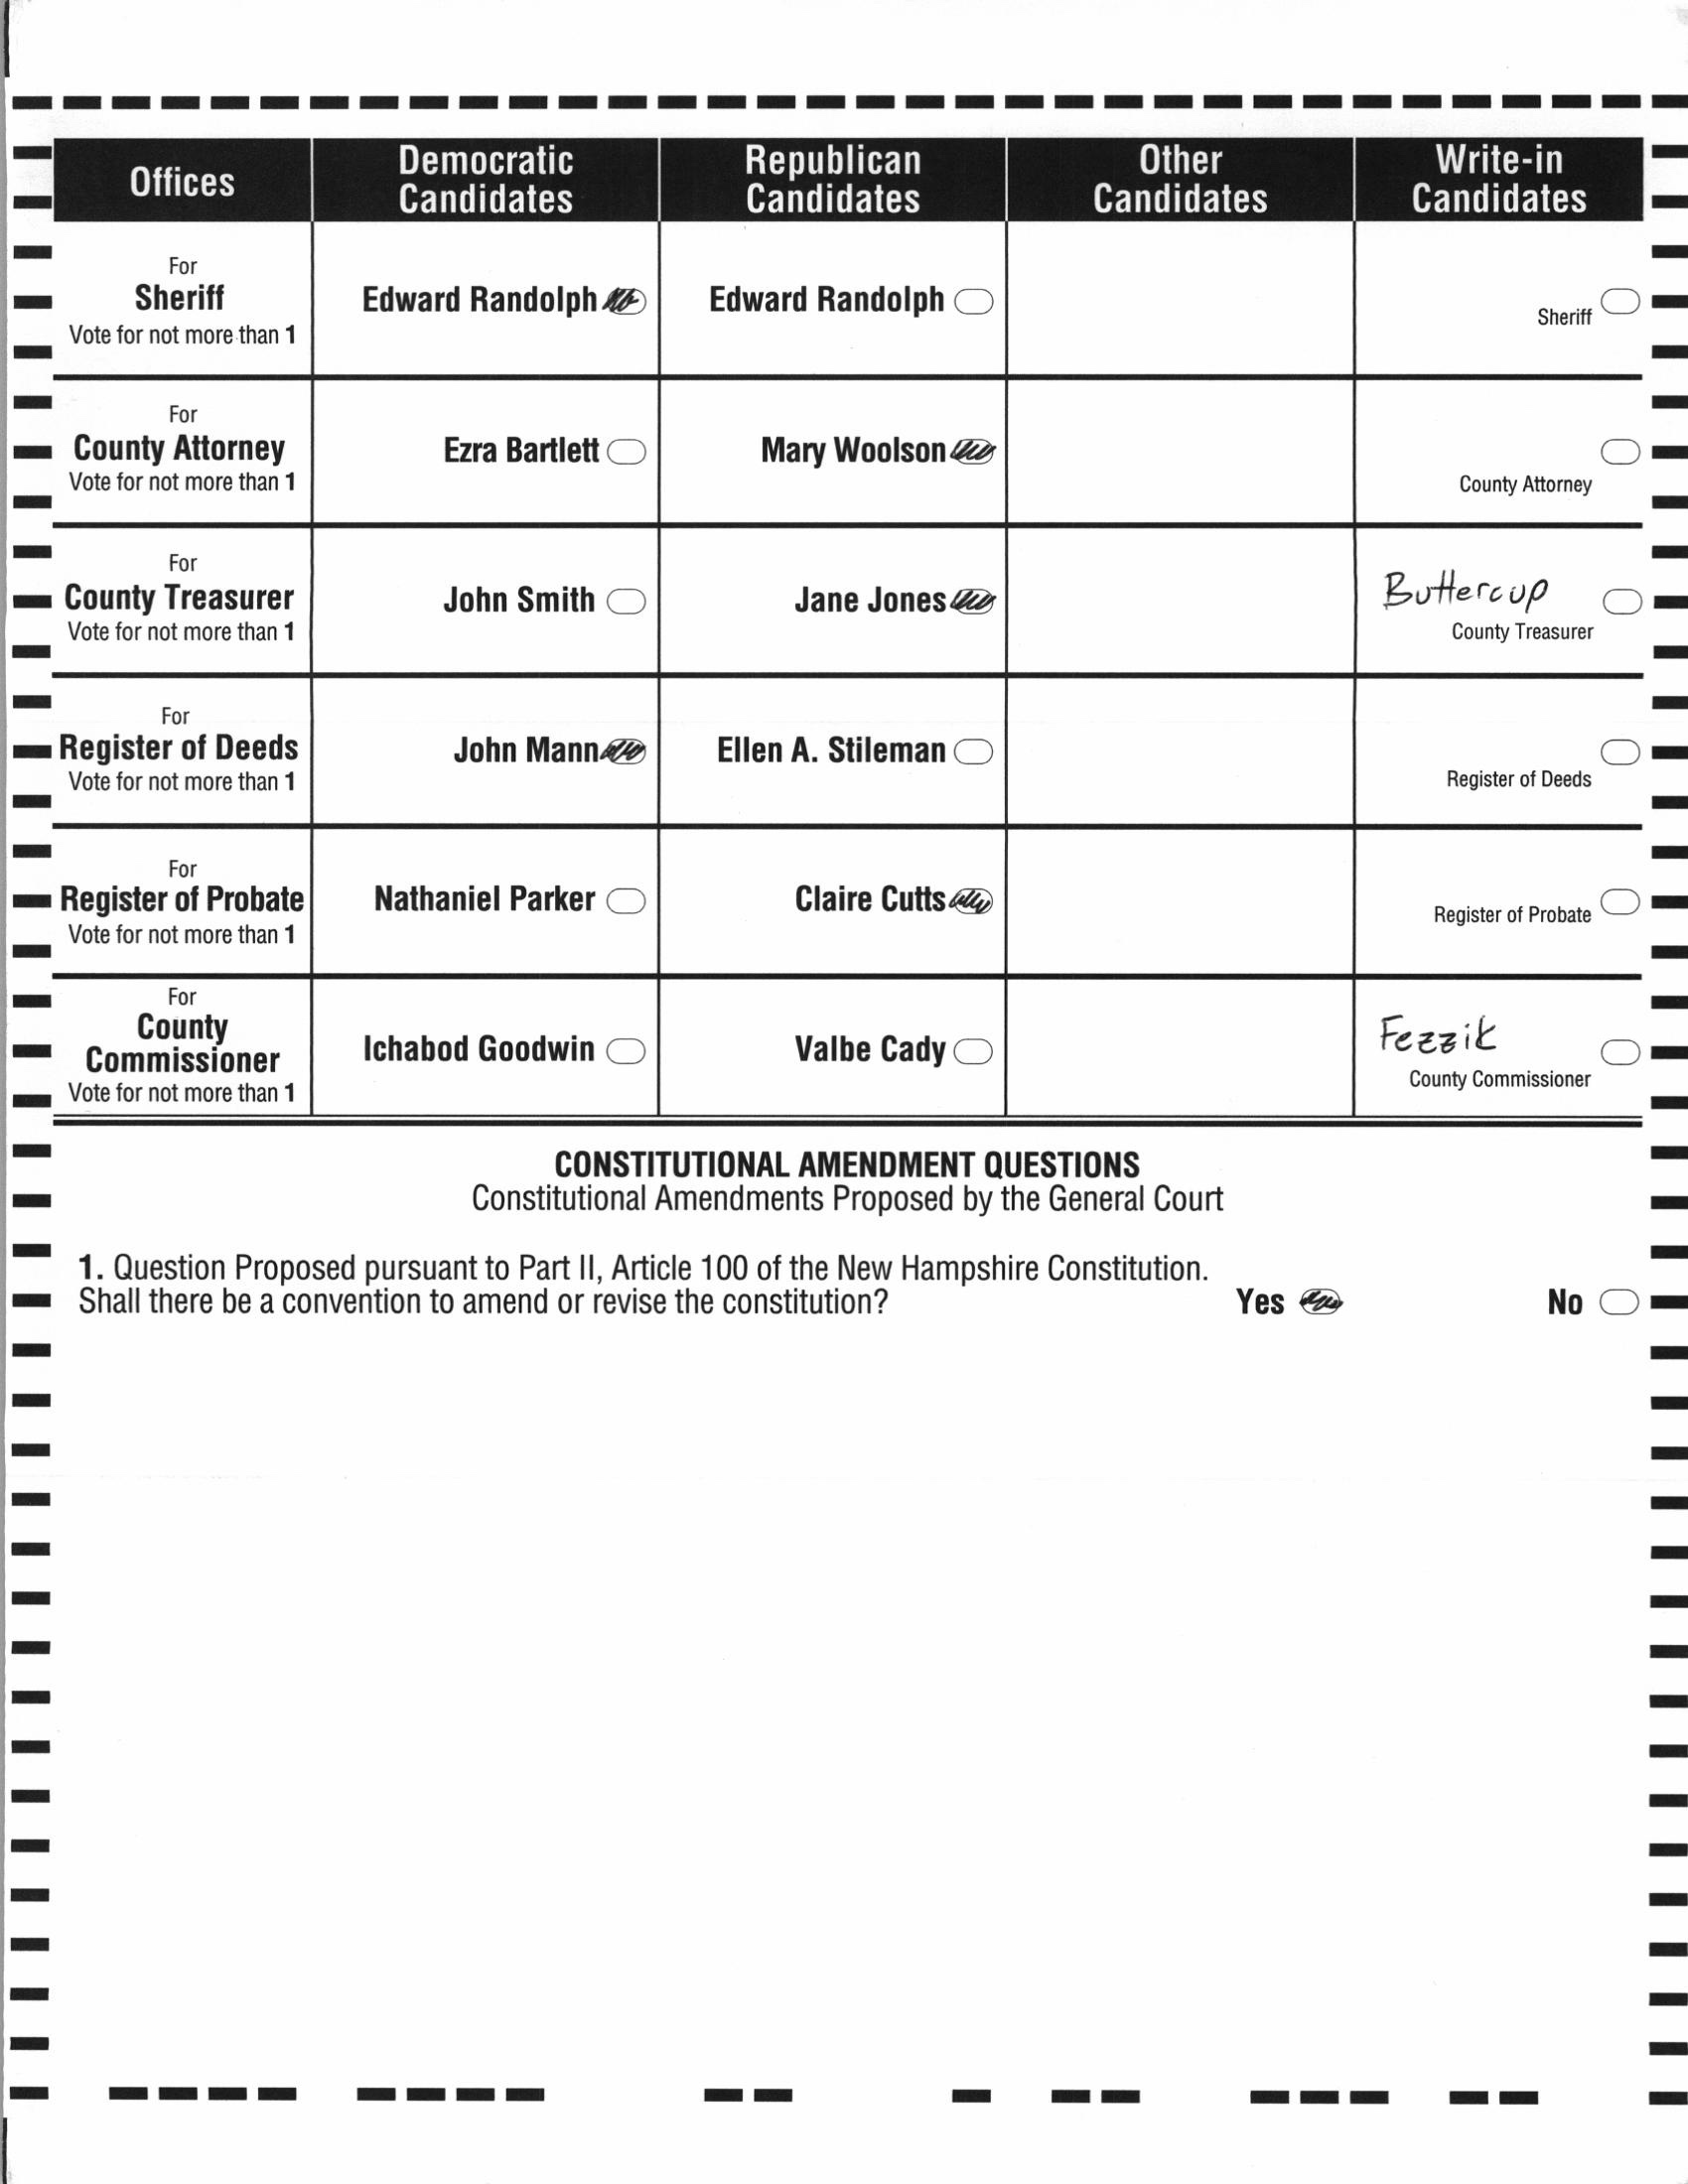 Offices
Democratic
Candidates
Republican
Candidates
Other
Candidates
Write-in
Candidates
For
Sheriff
Vote for not more than 1
Edward Randolph
Edward Randolph
Sheriff
For
County Attorney
Vote for not more than 1
Ezra Bartlett
Mary Woolson
County Attorney
For
County Treasurer
Vote for not more than 1
John Smith
Jane Jones
Buttercup
County Treasurer
For
Register of Deeds
Vote for not more than 1
John Mann
Ellen A. Stileman
Register of Deeds
For
Register of Probate
Vote for not more than 1
Nathaniel Parker
Claire Cutts
Register of Probate
For
County
Commissioner
Vote for not more than 1
Ichabod Goodwin
Valbe Cady
Fezzik
County Commissioner
CONSTITUTIONAL AMENDMENT QUESTIONS
Constitutional Amendments Proposed by the General Court
1. Question Proposed pursuant to Part II, Article 100 of the New Hampshire Constitution.
Shall there be a convention to amend or revise the constitution? Yes No